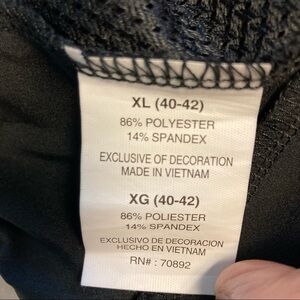 XL (40-42)
86% POLYESTER
14% SPANDEX
EXCLUSIVE OF DECORATION
MADE IN VIETNAM
XG (40-42)
86% POLIESTER
14% SPANDEX
EXCLUSIVO DE DECORACION
HECHO EN VIETNAM
RN# : 70892